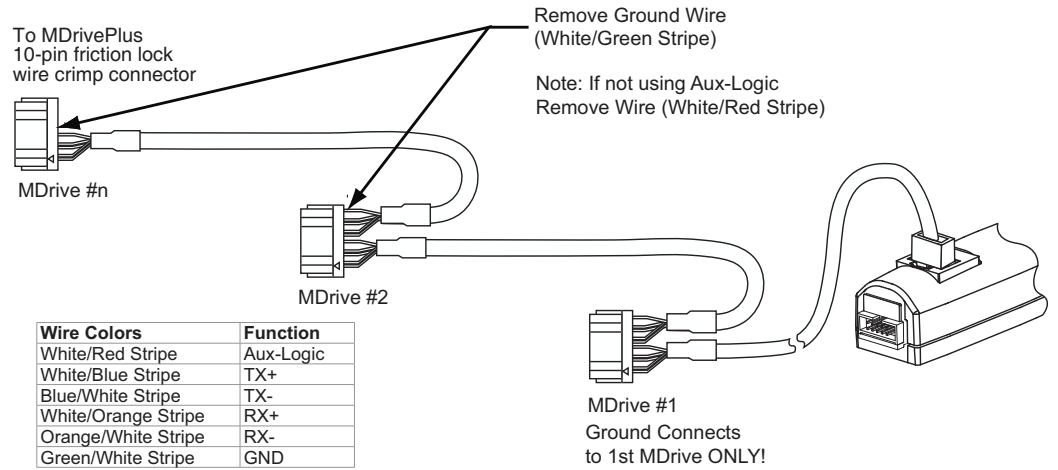 To MDrivePlus
10-pin friction lock
wire crimp connector
Remove Ground Wire
(White/Green Stripe)
Note: If not using Aux-Logic
Remove Wire (White/Red Stripe)
MDrive #n
MDrive #2
Wire Colors Function
White/Red Stripe Aux-Logic
White/Blue Stripe TX+
Blue/White Stripe TX-
White/Orange Stripe RX+
Orange/White Stripe RX-
Green/White Stripe GND
MDrive #1
Ground Connects
to 1st MDrive ONLY!